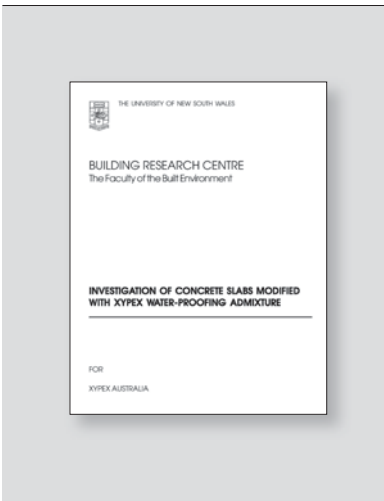 THE UNIVERSITY OF NEW SOUTH WALES
BUILDING RESEARCH CENTRE
The Faculty of the Built Environment
INVESTIGATION OF CONCRETE SLABS MODIFIED
WITH XYPEX WATER-PROOFING ADMIXTURE
FOR
XYPEX AUSTRALIA